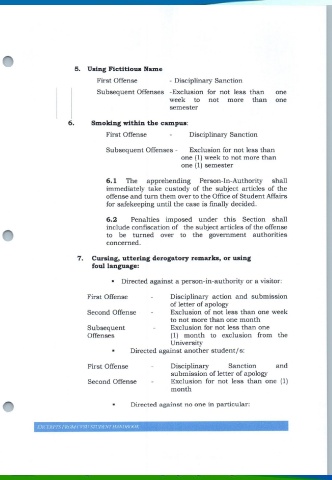 5. Using Fictitious Name
First Offense - Disciplinary Sanction
Subsequent Offenses -Exclusion for not less than one
week to not more than one
semester
6. Smoking within the campus:
First Offense - Disciplinary Sanction
Subsequent Offenses - Exclusion for not less than
one (1) week to not more than
one (1) semester
6.1 The apprehending Person-In-Authority shall
immediately take custody of the subject articles of the
offense and turn them over to the Office of Student Affairs
for safekeeping until the case is finally decided.
6.2 Penalties imposed under this Section shall
include confiscation of the subject articles of the offense
to be turned over to the government authorities
concerned.
7. Cursing, uttering derogatory remarks, or using
foul language:
• Directed against a person-in-authority or a visitor:
First Offense - Disciplinary action and submission
of letter of apology
Second Offense - Exclusion of not less than one week
to not more than one month
Subsequent - Exclusion for not less than one
Offenses (1) month to exclusion from the
University
• Directed against another student/s:
First Offense - Disciplinary Sanction and
submission of letter of apology
Second Offense - Exclusion for not less than one (1)
month
• Directed against no one in particular:
EXCERPTS FROM STUDENT HANDBOOK